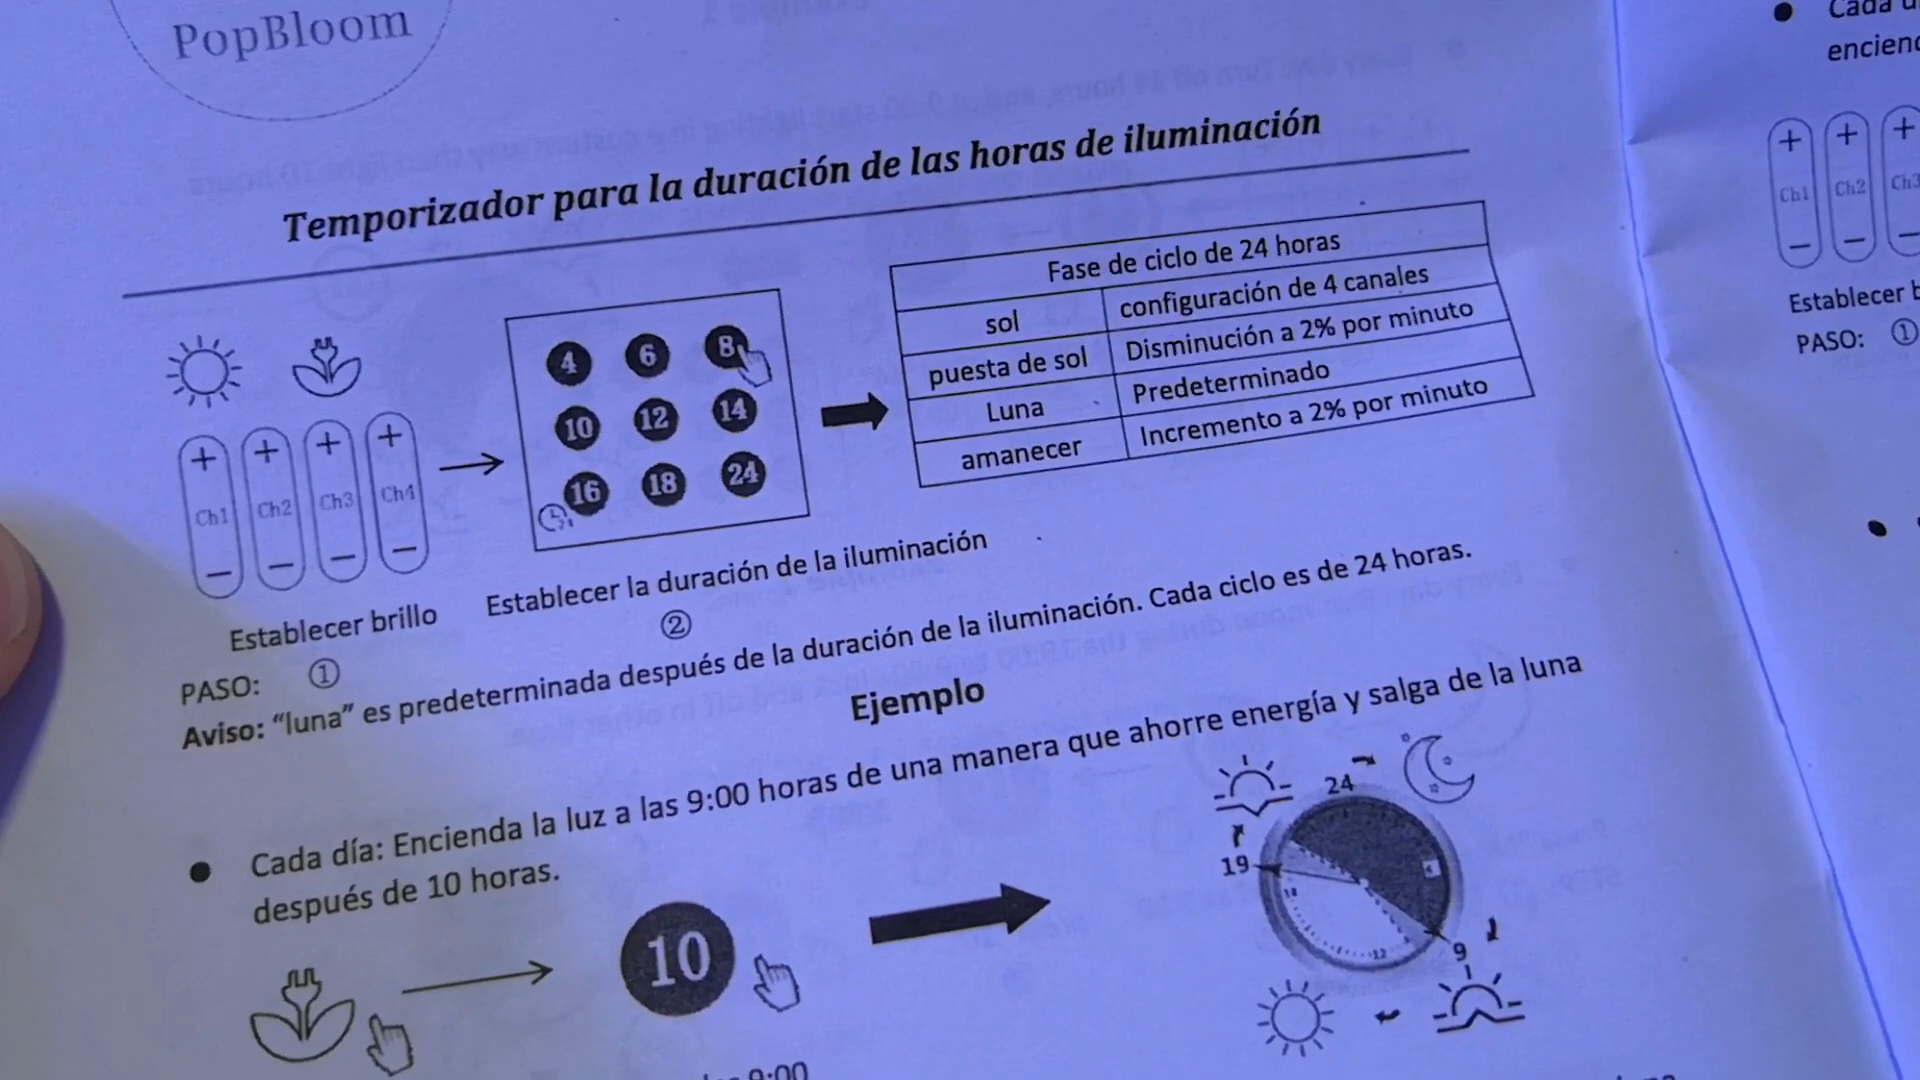 PopBloom
Temporizador para la duración de las horas de iluminación
4 6 8
10 12 14
16 18 24
Ch1 Ch2 Ch3 Ch4
Fase de ciclo de 24 horas
sol configuración de 4 canales
puesta de sol Disminución a 2% por minuto
Luna Predeterminado
amanecer Incremento a 2% por minuto
Establecer brillo Establecer la duración de la iluminación
PASO: ① ②
Aviso: “luna” es predeterminada después de la duración de la iluminación. Cada ciclo es de 24 horas.
Ejemplo
Cada día: Encienda la luz a las 9:00 horas de una manera que ahorre energía y salga de la luna
después de 10 horas.
10
24
19
18
12
9
9:00
Ch1 Ch2 Ch3
Establecer
PASO: ①